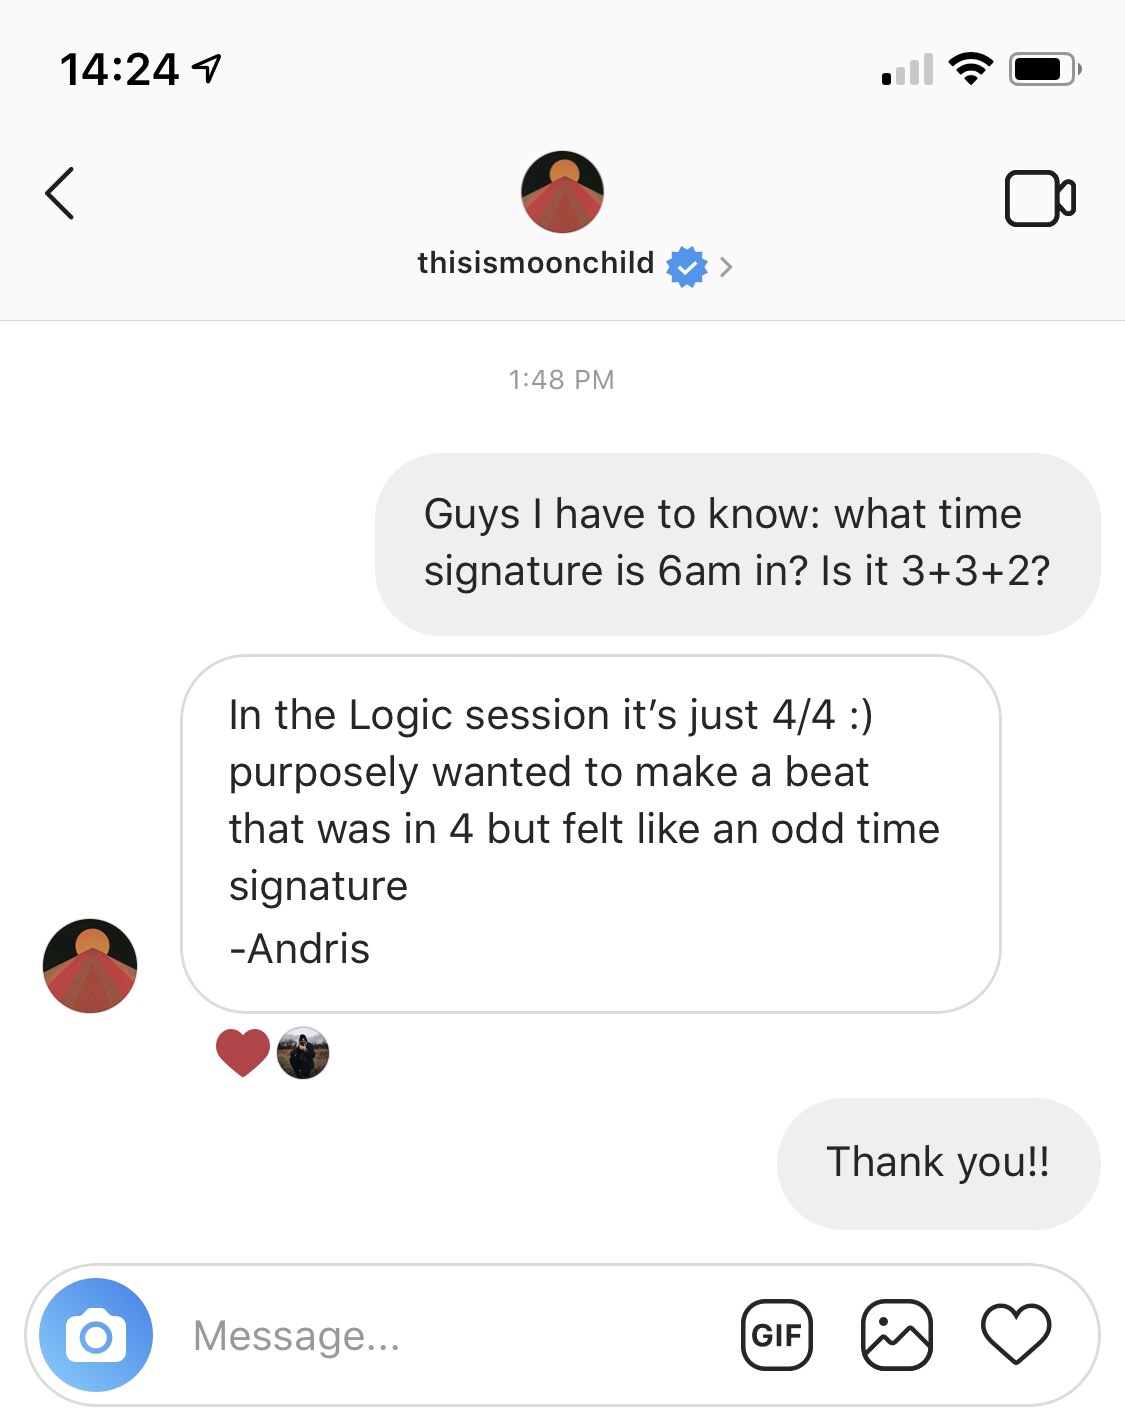 14:24
thisismoonchild
1:48 PM
Guys I have to know: what time
signature is 6am in? Is it 3+3+2?
In the Logic session it’s just 4/4 :)
purposely wanted to make a beat
that was in 4 but felt like an odd time
signature
-Andris
Thank you!!
Message...
GIF